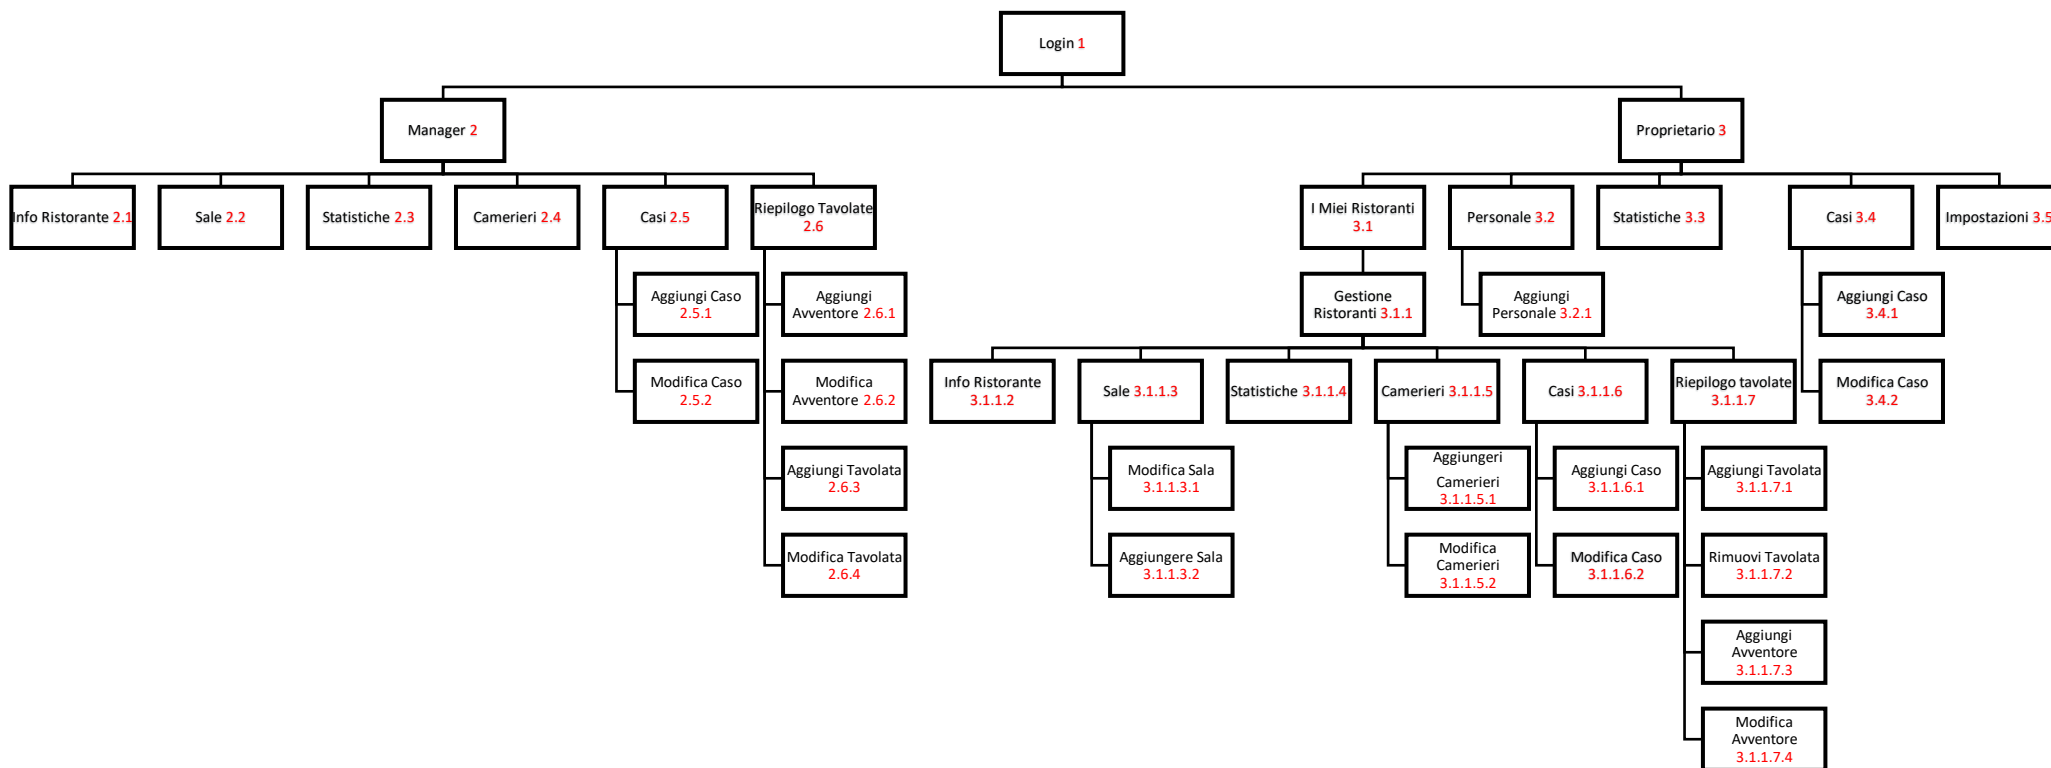 Login 1
Manager 2
Proprietario 3
Info Ristorante 2.1
Sale 2.2
Statistiche 2.3
Camerieri 2.4
Casi 2.5
Riepilogo Tavolate
2.6
I Miei Ristoranti
3.1
Personale 3.2
Statistiche 3.3
Casi 3.4
Impostazioni 3.5
Aggiungi Caso
2.5.1
Aggiungi
Avventore 2.6.1
Gestione
Ristoranti 3.1.1
Aggiungi
Personale 3.2.1
Aggiungi Caso
3.4.1
Modifica Caso
2.5.2
Modifica
Avventore 2.6.2
Info Ristorante
3.1.1.2
Sale 3.1.1.3
Statistiche 3.1.1.4
Camerieri 3.1.1.5
Casi 3.1.1.6
Riepilogo tavolate
3.1.1.7
Modifica Caso
3.4.2
Aggiungi Tavolata
2.6.3
Modifica Sala
3.1.1.3.1
Aggiungeri
Camerieri
3.1.1.5.1
Aggiungi Caso
3.1.1.6.1
Aggiungi Tavolata
3.1.1.7.1
Modifica Tavolata
2.6.4
Aggiungere Sala
3.1.1.3.2
Modifica
Camerieri
3.1.1.5.2
Modifica Caso
3.1.1.6.2
Rimuovi Tavolata
3.1.1.7.2
Aggiungi
Avventore
3.1.1.7.3
Modifica
Avventore
3.1.1.7.4